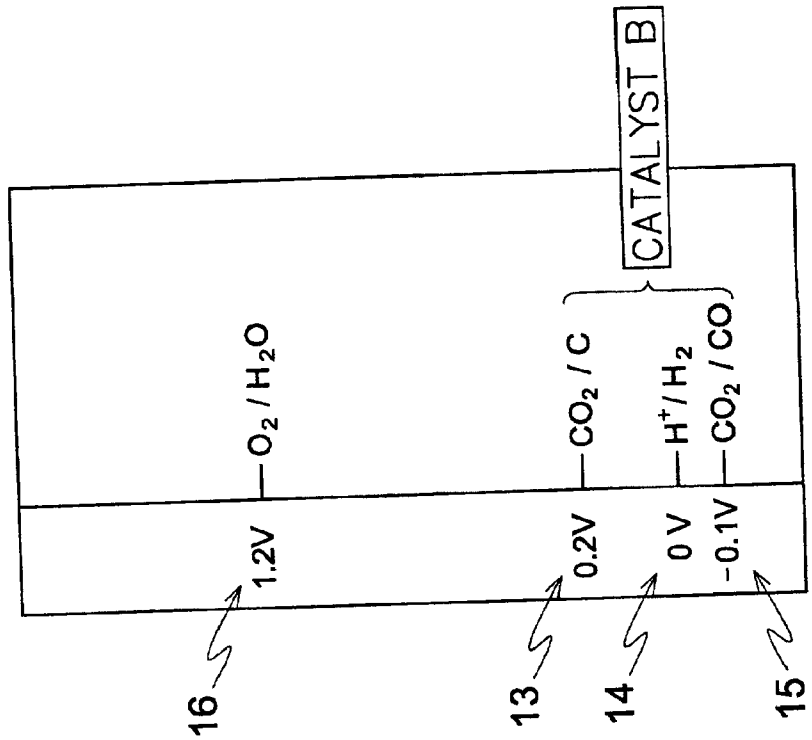 16 1.2V O₂ / H₂O
13 0.2V CO₂ / C
CATALYST B
14 0 V H⁺/ H₂
15 -0.1V CO₂ / CO